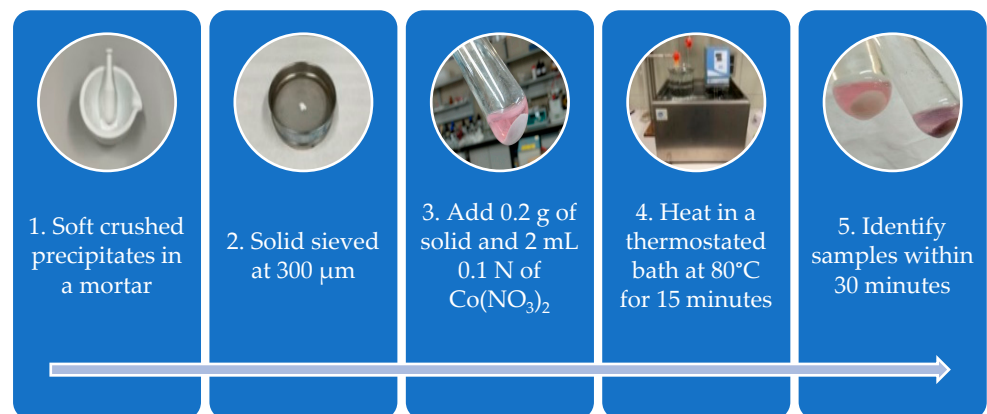 1. Soft crushed
precipitates in
a mortar
2. Solid sieved
at 300 µm
3. Add 0.2 g of
solid and 2 mL
0.1 N of
Co(NO₃)₂
4. Heat in a
thermostated
bath at 80°C
for 15 minutes
5. Identify
samples within
30 minutes